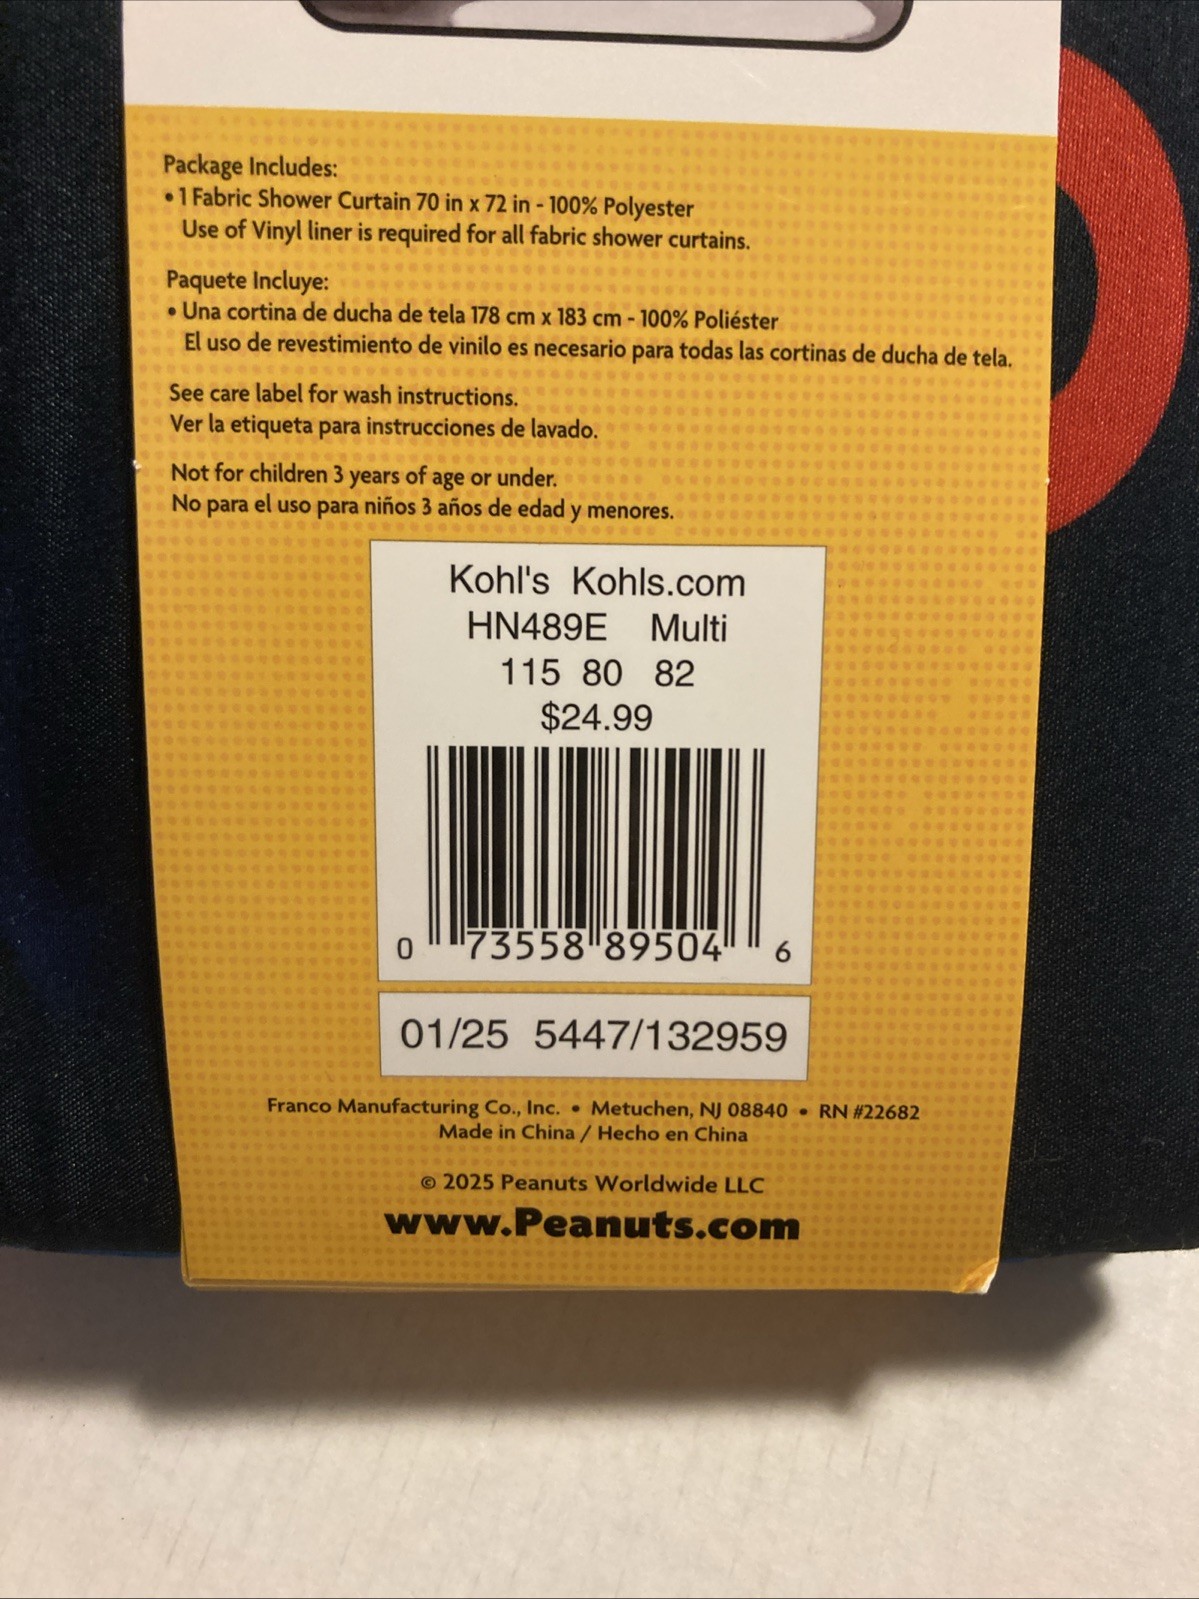 Package Includes:
• 1 Fabric Shower Curtain 70 in x 72 in - 100% Polyester
Use of Vinyl liner is required for all fabric shower curtains.
Paquete Incluye:
• Una cortina de ducha de tela 178 cm x 183 cm - 100% Poliéster
El uso de revestimiento de vinilo es necesario para todas las cortinas de ducha de tela.
See care label for wash instructions.
Ver la etiqueta para instrucciones de lavado.
Not for children 3 years of age or under.
No para el uso para niños 3 años de edad y menores.
Kohl's Kohls.com
HN489E Multi
115 80 82
$24.99
0 73558 89504 6
01/25 5447/132959
Franco Manufacturing Co., Inc. • Metuchen, NJ 08840 • RN #22682
Made in China / Hecho en China
© 2025 Peanuts Worldwide LLC
www.Peanuts.com